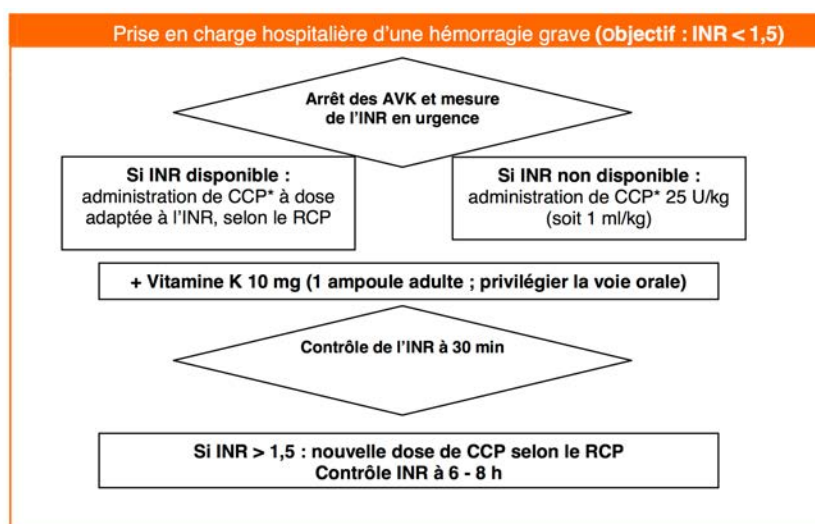 Prise en charge hospitalière d'une hémorragie grave (objectif : INR < 1,5)
Arrêt des AVK et mesure
de l'INR en urgence
Si INR disponible :
administration de CCP* à dose
adaptée à l'INR, selon le RCP
Si INR non disponible :
administration de CCP* 25 U/kg
(soit 1 ml/kg)
+ Vitamine K 10 mg (1 ampoule adulte ; privilégier la voie orale)
Contrôle de l'INR à 30 min
Si INR > 1,5 : nouvelle dose de CCP selon le RCP
Contrôle INR à 6 - 8 h